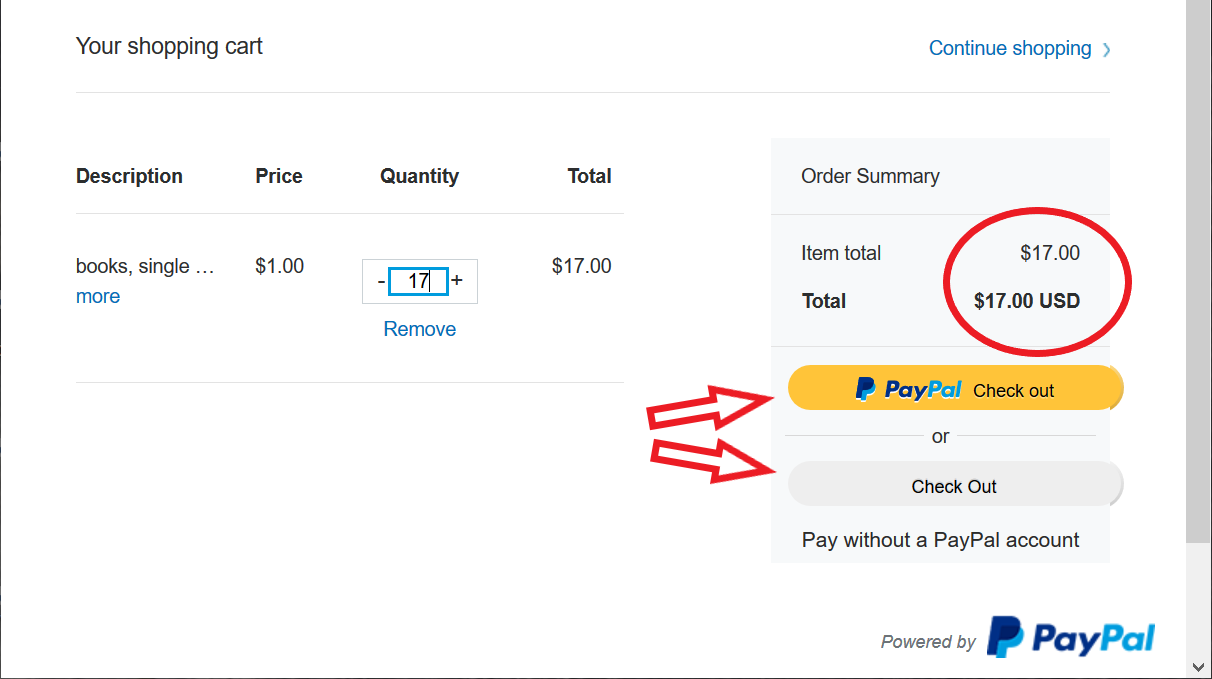 Your shopping cart
Continue shopping
Description Price Quantity Total
books, single … $1.00 - 17 + $17.00
more
Remove
Order Summary
Item total $17.00
Total $17.00 USD
PayPal Check out
or
Check Out
Pay without a PayPal account
Powered by PayPal